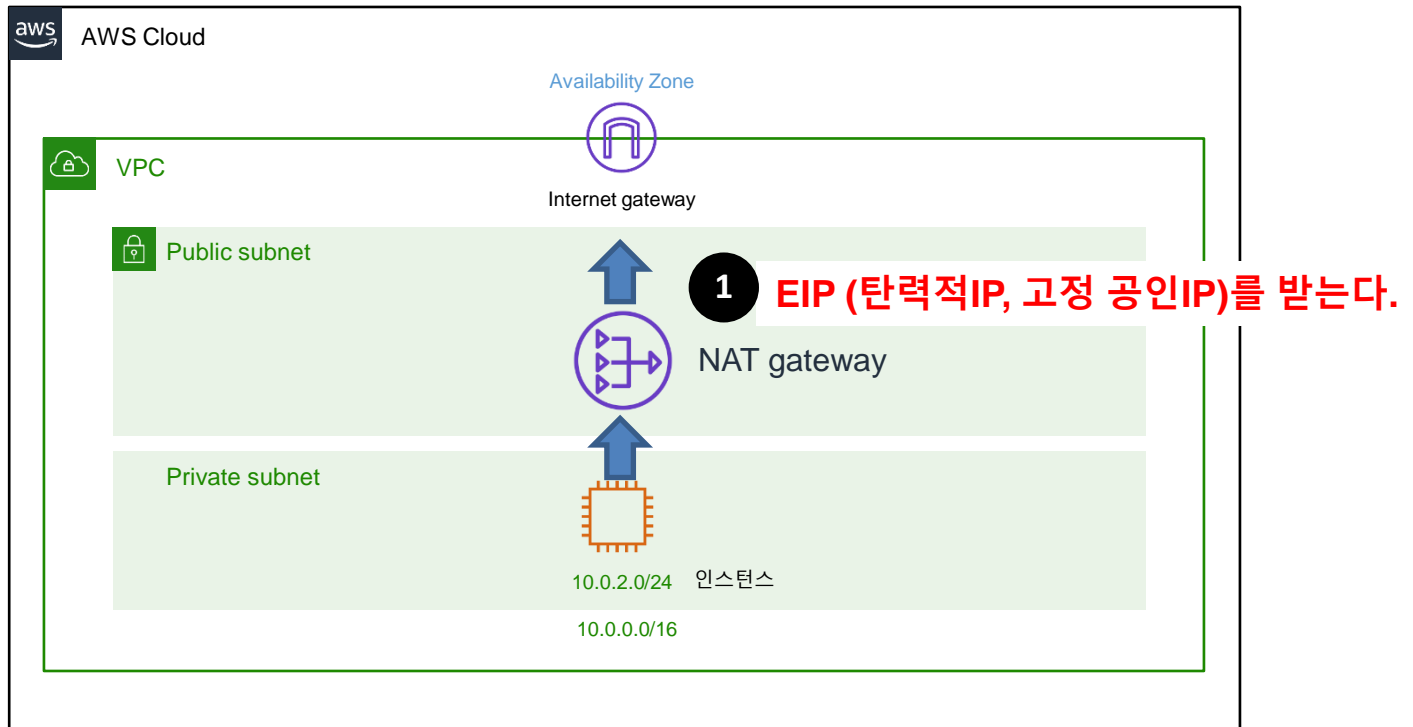 aws
AWS Cloud
Availability Zone
VPC
Internet gateway
Public subnet
1
EIP (탄력적IP, 고정 공인IP)를 받는다.
NAT gateway
Private subnet
10.0.2.0/24 인스턴스
10.0.0.0/16